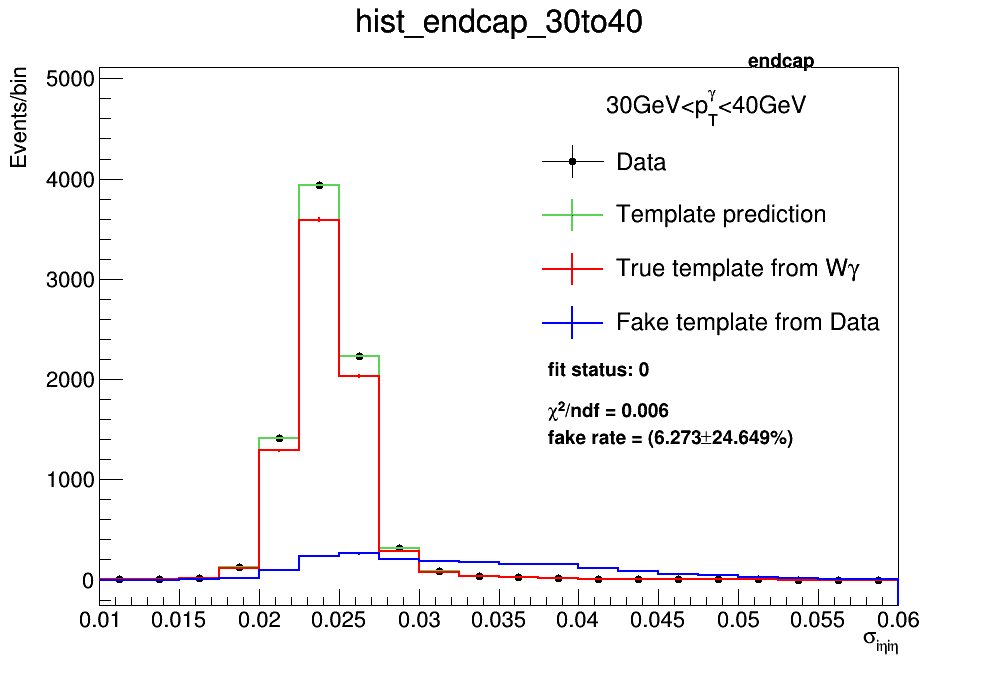 hist_endcap_30to40
endcap
Events/bin
5000
4000
3000
2000
1000
0
30GeV<p_T^γ<40GeV
Data
Template prediction
True template from Wγ
Fake template from Data
fit status: 0
χ²/ndf = 0.006
fake rate = (6.273±24.649%)
0.01 0.015 0.02 0.025 0.03 0.035 0.04 0.045 0.05 0.055 0.06
σ_iηiη